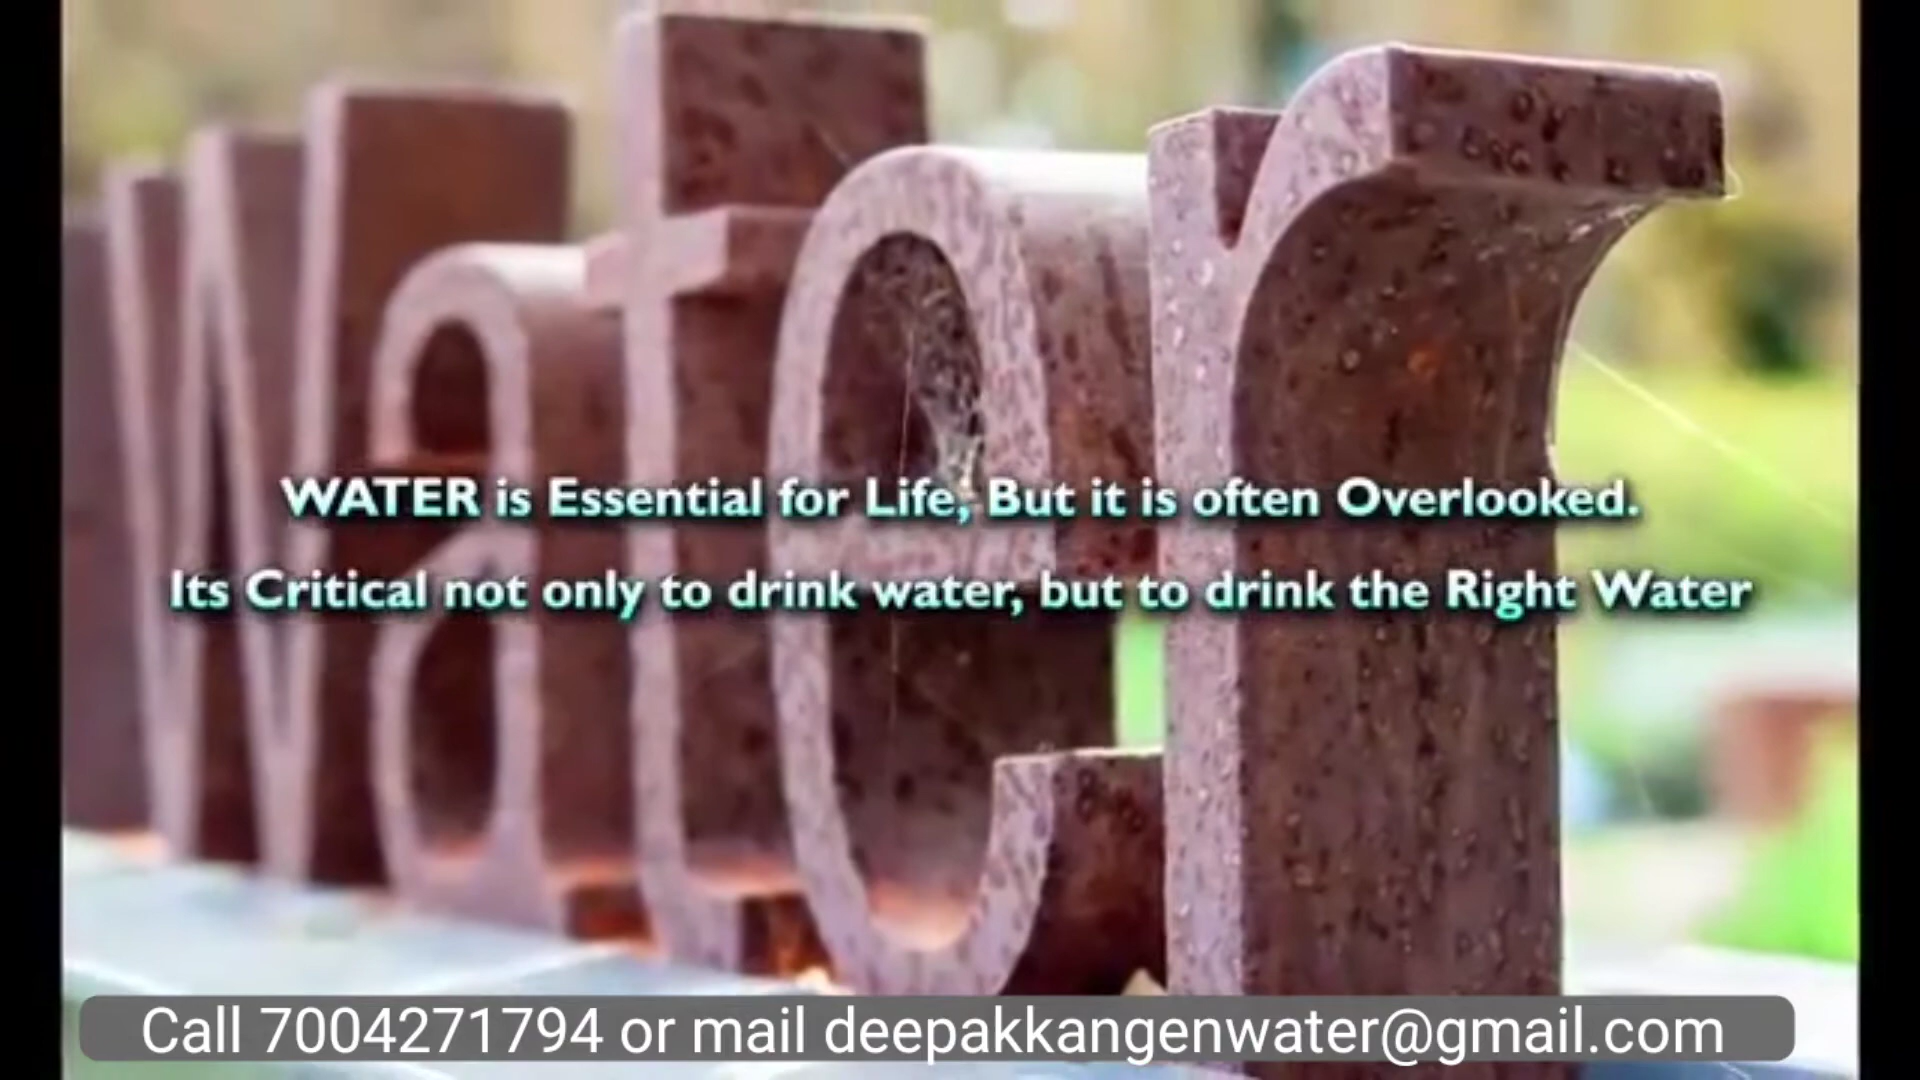 Water
WATER is Essential for Life, But it is often Overlooked.
Its Critical not only to drink water, but to drink the Right Water
Call 7004271794 or mail deepakkangenwater@gmail.com